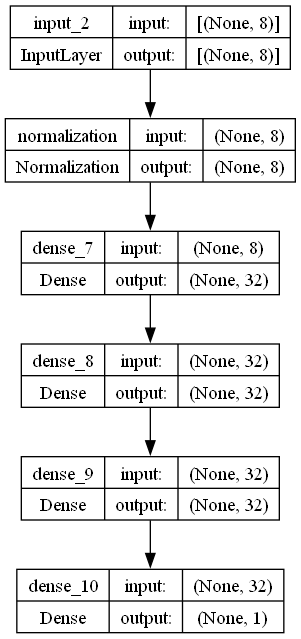 input_2 input: [(None, 8)]
InputLayer output: [(None, 8)]
normalization input: (None, 8)
Normalization output: (None, 8)
dense_7 input: (None, 8)
Dense output: (None, 32)
dense_8 input: (None, 32)
Dense output: (None, 32)
dense_9 input: (None, 32)
Dense output: (None, 32)
dense_10 input: (None, 32)
Dense output: (None, 1)